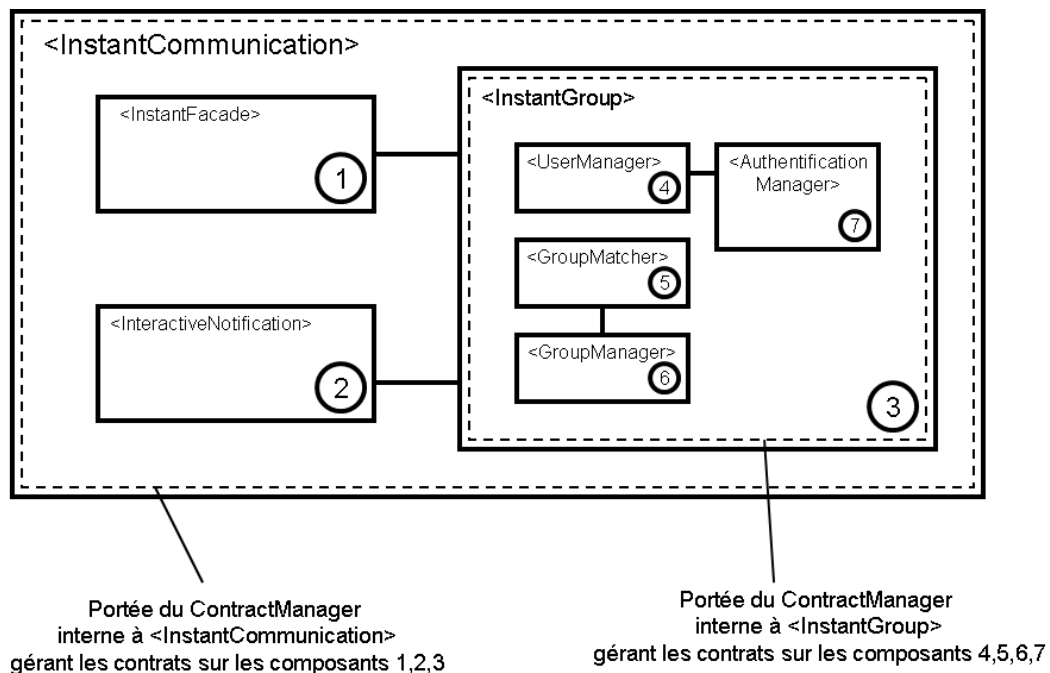 <InstantCommunication>
<InstantFacade>
1
<InteractiveNotification>
2
<InstantGroup>
<UserManager>
4
<Authentification
Manager>
7
<GroupMatcher>
5
<GroupManager>
6
3
Portée du ContractManager
interne à <InstantCommunication>
gérant les contrats sur les composants 1,2,3
Portée du ContractManager
interne à <InstantGroup>
gérant les contrats sur les composants 4,5,6,7